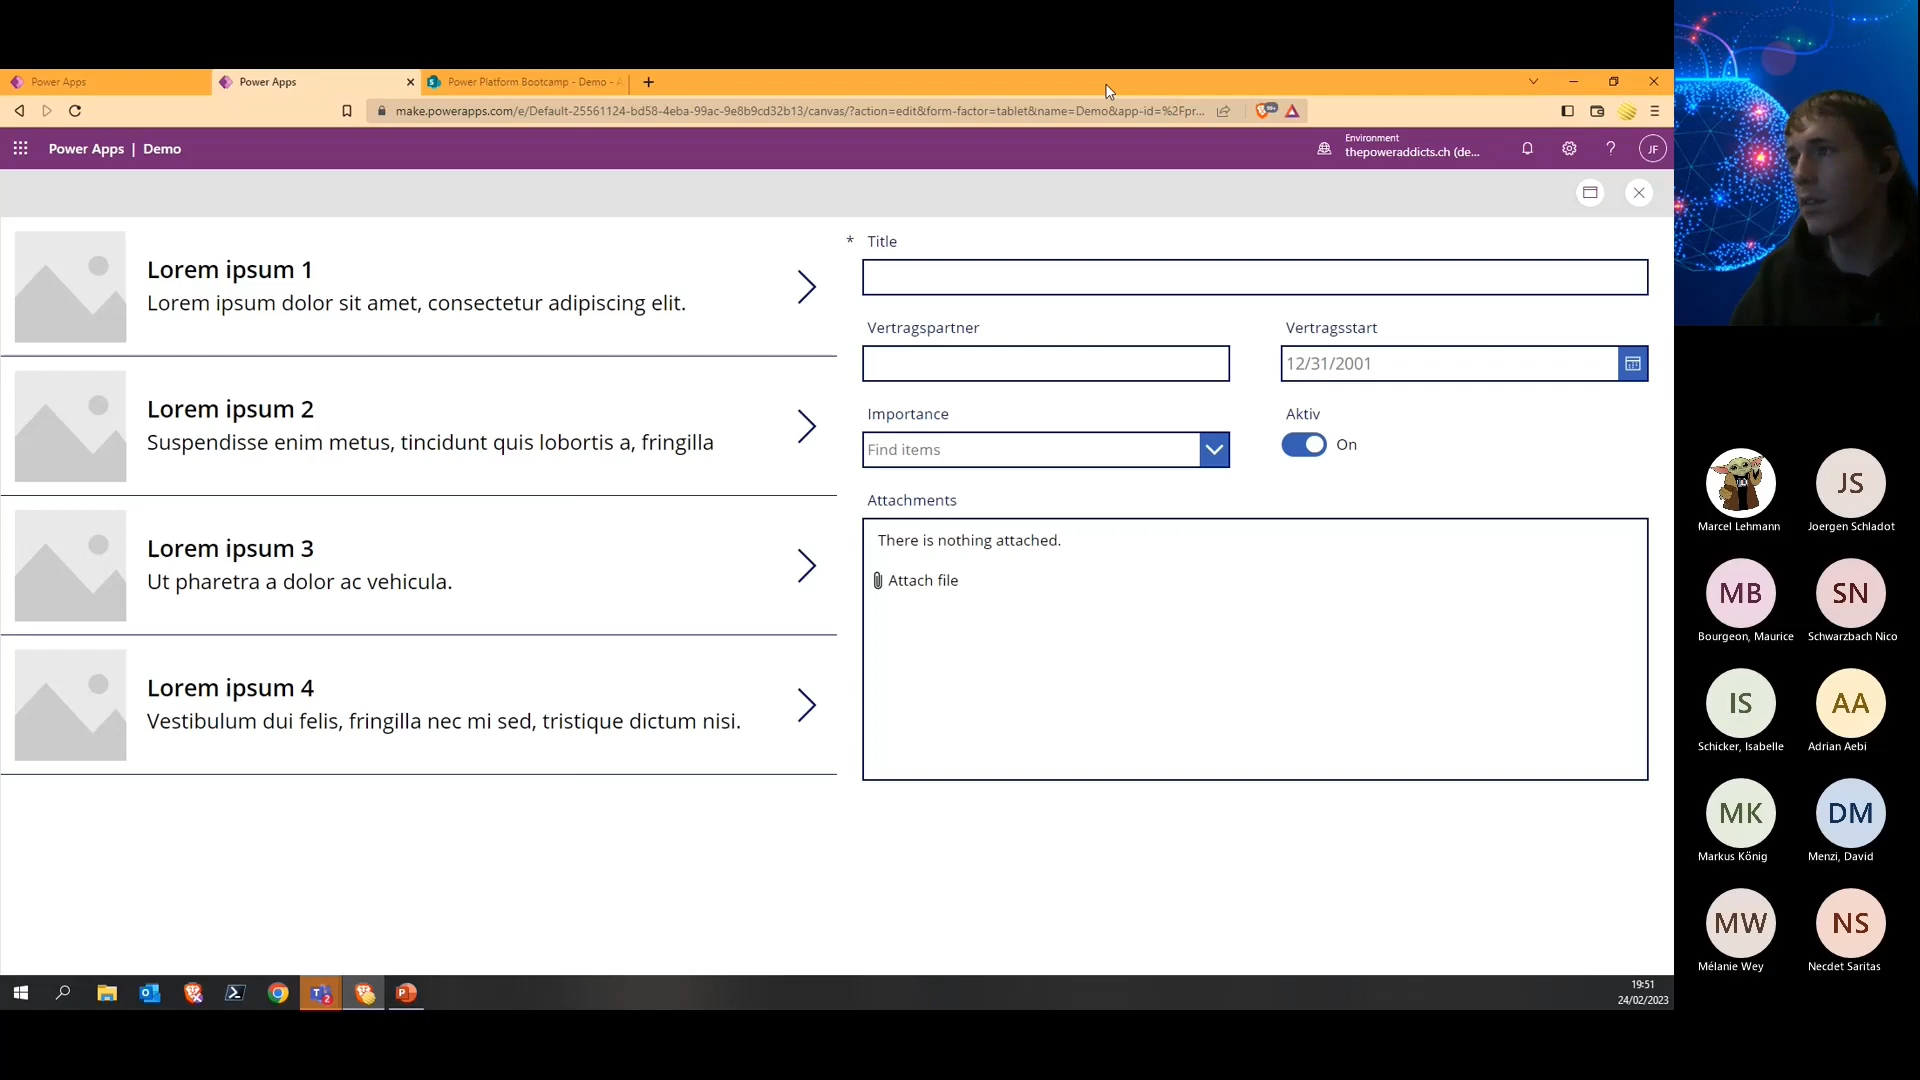 Power Apps
Power Apps
Power Platform Bootcamp - Demo - A
make.powerapps.com/e/Default-25561124-bd58-4eba-99ac-9e8b9cd32b13/canvas/?action=edit&form-factor=tablet&name=Demo&app-id=%2Fpr...
99+
Power Apps | Demo
Environment
thepoweraddicts.ch (de...
?
JF
Lorem ipsum 1
Lorem ipsum dolor sit amet, consectetur adipiscing elit.
Lorem ipsum 2
Suspendisse enim metus, tincidunt quis lobortis a, fringilla
Lorem ipsum 3
Ut pharetra a dolor ac vehicula.
Lorem ipsum 4
Vestibulum dui felis, fringilla nec mi sed, tristique dictum nisi.
* Title
Vertragspartner
Vertragsstart
12/31/2001
Importance
Aktiv
Find items
On
Attachments
There is nothing attached.
Attach file
Marcel Lehmann
JS
Joergen Schladot
MB
Bourgeon, Maurice
SN
Schwarzbach Nico
IS
Schicker, Isabelle
AA
Adrian Aebi
MK
Markus König
DM
Menzi, David
MW
Mélanie Wey
NS
Necdet Saritas
19:51
24/02/2023